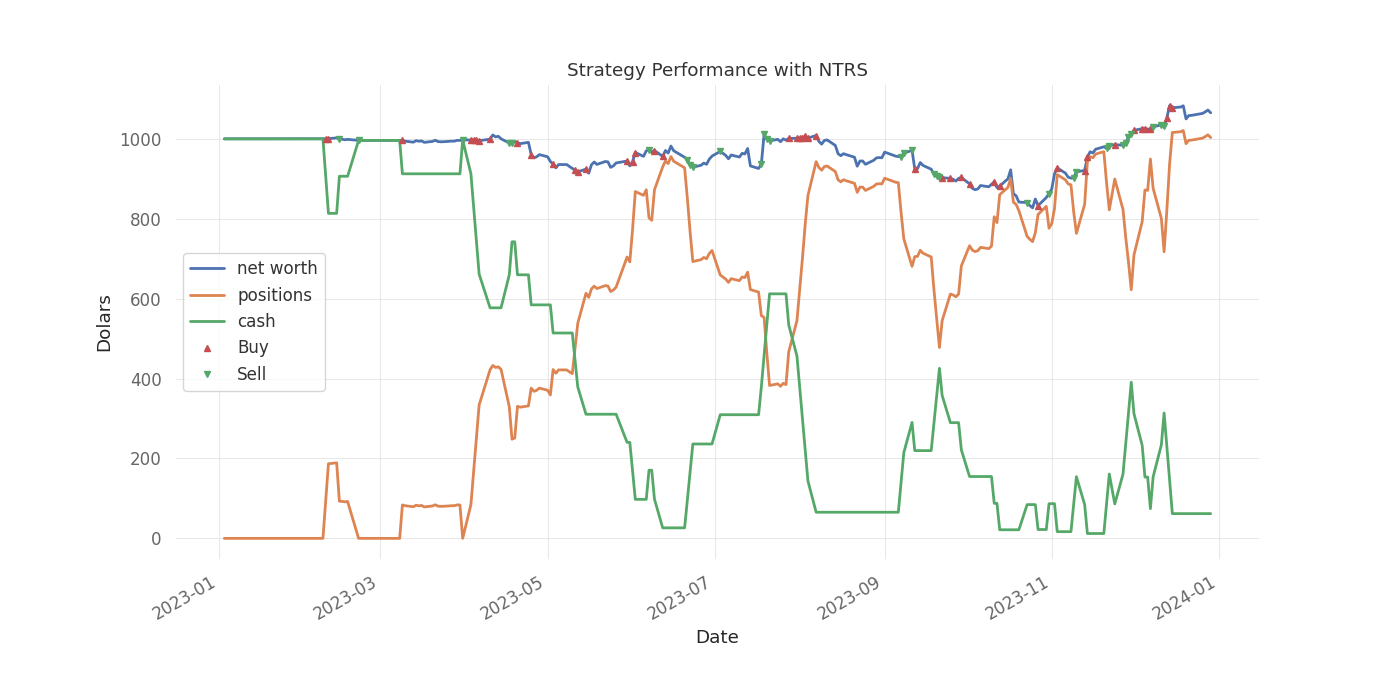 Strategy Performance with NTRS
Dolars
1000
800
600
400
200
0
net worth
positions
cash
Buy
Sell
2023-01
2023-03
2023-05
2023-07
2023-09
2023-11
2024-01
Date